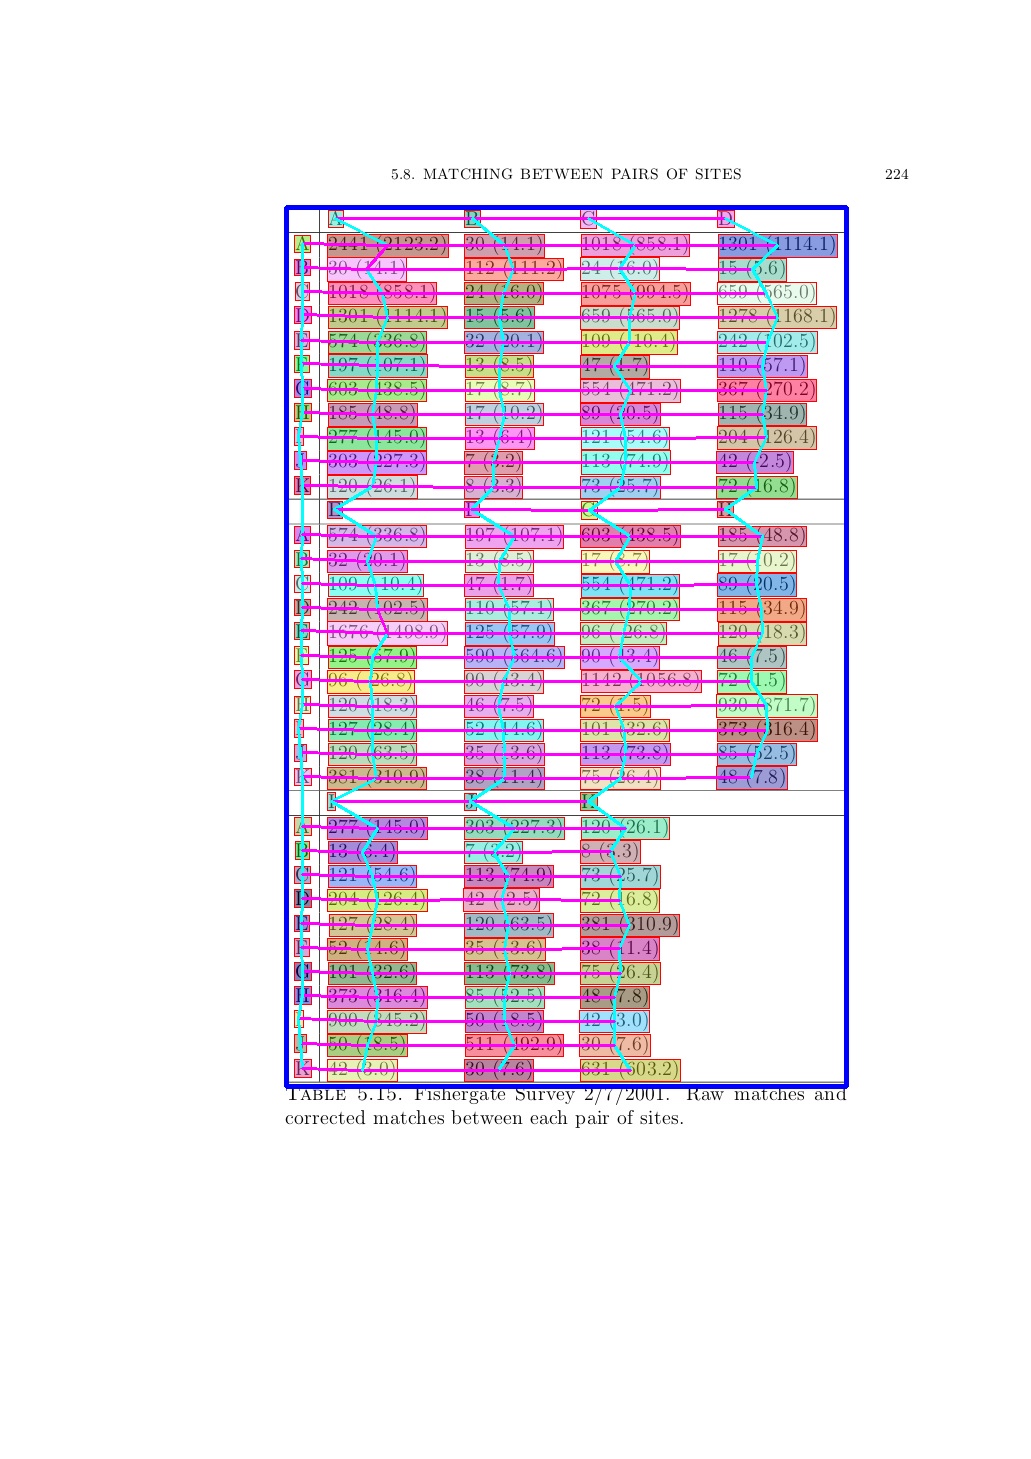 5.8. MATCHING BETWEEN PAIRS OF SITES 224
A B C D
A 2441 (2123.2) 30 (14.1) 1018 (858.1) 1301 (1114.1)
B 30 (14.1) 112 (111.2) 24 (16.0) 15 (5.6)
C 1018 (858.1) 24 (16.0) 1075 (994.5) 659 (565.0)
D 1301 (1114.1) 15 (5.6) 659 (565.0) 1278 (1168.1)
E 574 (336.8) 32 (20.1) 109 (-10.4) 242 (102.5)
F 197 (107.1) 13 (8.5) 47 (1.7) 110 (57.1)
G 603 (438.5) 17 (8.7) 554 (471.2) 367 (270.2)
H 185 (48.8) 17 (10.2) 89 (20.5) 115 (34.9)
I 277 (145.0) 13 (6.4) 121 (54.6) 204 (126.4)
J 303 (227.3) 7 (2.2) 113 (74.9) 42 (-2.5)
K 120 (26.1) 8 (3.3) 73 (25.7) 72 (16.8)
E F G H
A 574 (336.8) 197 (107.1) 603 (438.5) 185 (48.8)
B 32 (20.1) 13 (8.5) 17 (8.7) 17 (10.2)
C 109 (-10.4) 47 (1.7) 554 (471.2) 89 (20.5)
D 242 (102.5) 110 (57.1) 367 (270.2) 115 (34.9)
E 1676 (1498.9) 125 (57.9) 96 (-26.8) 120 (18.3)
F 125 (57.9) 590 (564.6) 90 (43.4) 46 (7.5)
G 96 (-26.8) 90 (43.4) 1142 (1056.8) 72 (1.5)
H 120 (18.3) 46 (7.5) 72 (1.5) 930 (871.7)
I 127 (28.4) 52 (14.6) 101 (32.6) 373 (316.4)
J 120 (63.5) 35 (13.6) 113 (73.8) 85 (52.5)
K 381 (310.9) 38 (11.4) 75 (26.4) 48 (7.8)
I J K
A 277 (145.0) 303 (227.3) 120 (26.1)
B 13 (6.4) 7 (2.2) 8 (3.3)
C 121 (54.6) 113 (74.9) 73 (25.7)
D 204 (126.4) 42 (-2.5) 72 (16.8)
E 127 (28.4) 120 (63.5) 381 (310.9)
F 52 (14.6) 35 (13.6) 38 (11.4)
G 101 (32.6) 113 (73.8) 75 (26.4)
H 373 (316.4) 85 (52.5) 48 (7.8)
I 900 (845.2) 50 (18.5) 42 (3.0)
J 50 (18.5) 511 (492.9) 30 (7.6)
K 42 (3.0) 30 (7.6) 631 (603.2)
TABLE 5.15. Fishergate Survey 2/7/2001. Raw matches and
corrected matches between each pair of sites.